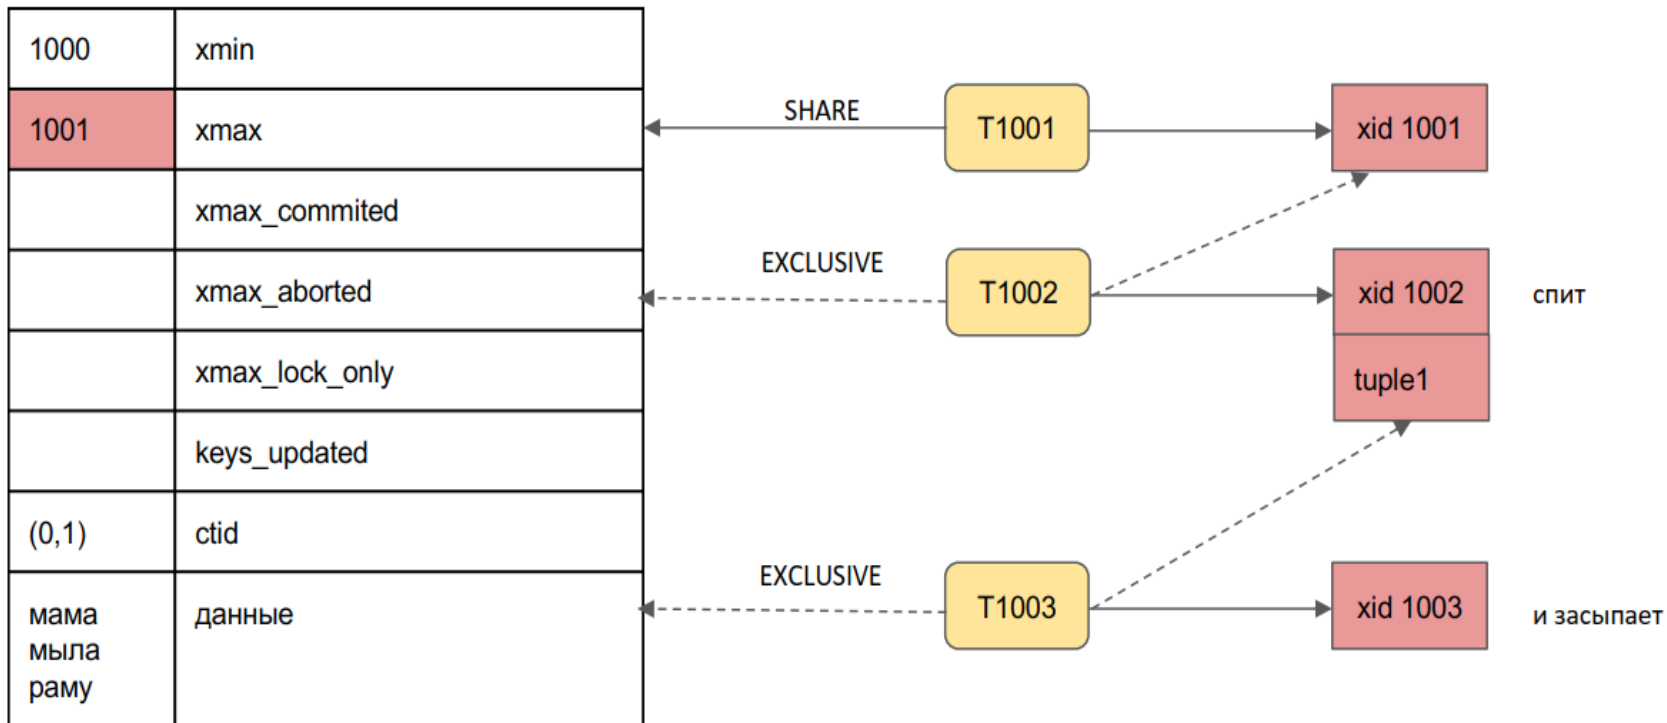 1000 xmin
1001 xmax
xmax_commited
xmax_aborted
xmax_lock_only
keys_updated
(0,1) ctid
мама данные
мыла
раму
SHARE
T1001
xid 1001
EXCLUSIVE
T1002
xid 1002
спит
tuple1
EXCLUSIVE
T1003
xid 1003
и засыпает